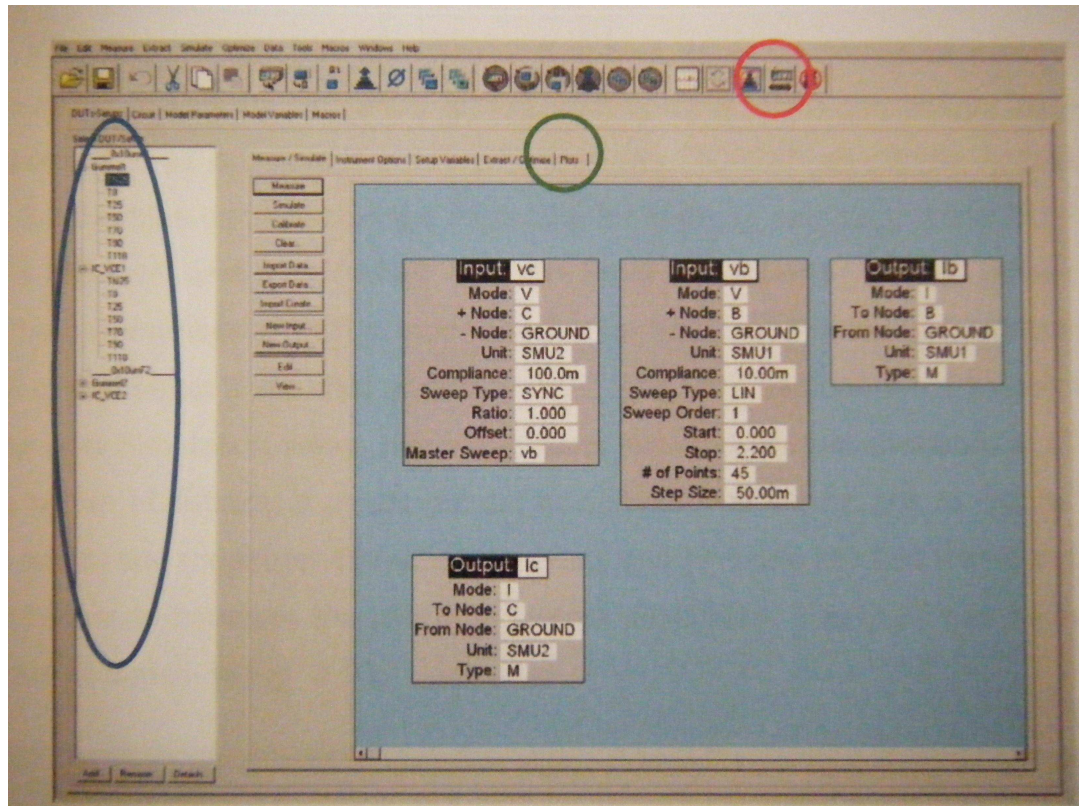 File Edit Measure Extract Simulate Optimize Data Tools Macros Windows Help
DUTs-Setups Circuit Model Parameters Model Variables Macros
Select DUT/Setup
Measure / Simulate Instrument Options Setup Variables Extract / Optimize Plots
T8
T25
T50
T70
T90
T110
IC_VCE1
T8
T25
T50
T70
T90
T110
IC_VCE2
Measure
Simulate
Calibrate
Clear...
Import Data...
Export Data...
Import Create...
New Input...
New Output...
Edit
View...
Input: vc
Mode: V
+ Node: C
- Node: GROUND
Unit: SMU2
Compliance: 100.0m
Sweep Type: SYNC
Ratio: 1.000
Offset: 0.000
Master Sweep: vb
Input: vb
Mode: V
+ Node: B
- Node: GROUND
Unit: SMU1
Compliance: 10.00m
Sweep Type: LIN
Sweep Order: 1
Start: 0.000
Stop: 2.200
# of Points: 45
Step Size: 50.00m
Output: Ib
Mode: I
To Node: B
From Node: GROUND
Unit: SMU1
Type: M
Output: Ic
Mode: I
To Node: C
From Node: GROUND
Unit: SMU2
Type: M
Add... Remove Details...